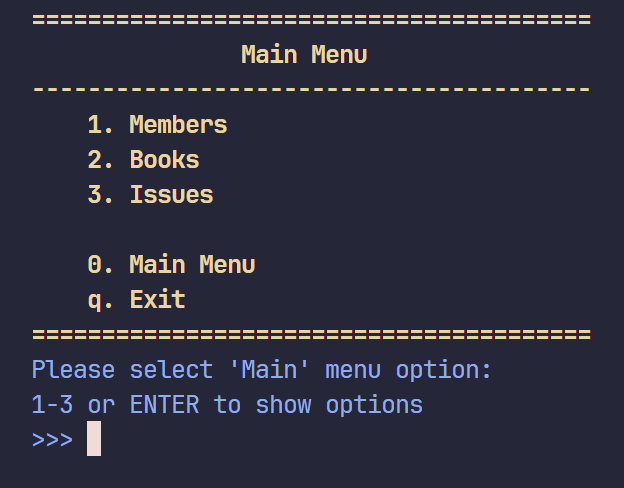 ========================================
Main Menu
----------------------------------------
1. Members
2. Books
3. Issues
0. Main Menu
q. Exit
========================================
Please select 'Main' menu option:
1-3 or ENTER to show options
>>>